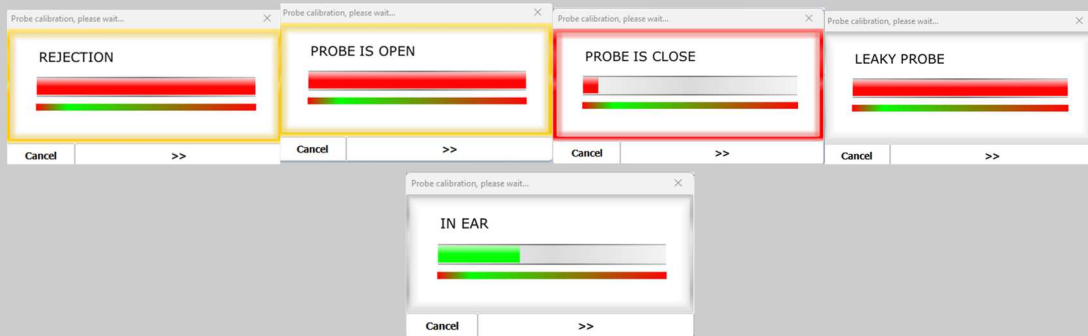 Probe calibration, please wait...
REJECTION
Cancel >>
Probe calibration, please wait...
PROBE IS OPEN
Cancel >>
Probe calibration, please wait...
PROBE IS CLOSE
Cancel >>
Probe calibration, please wait...
LEAKY PROBE
Cancel >>
Probe calibration, please wait...
IN EAR
Cancel >>